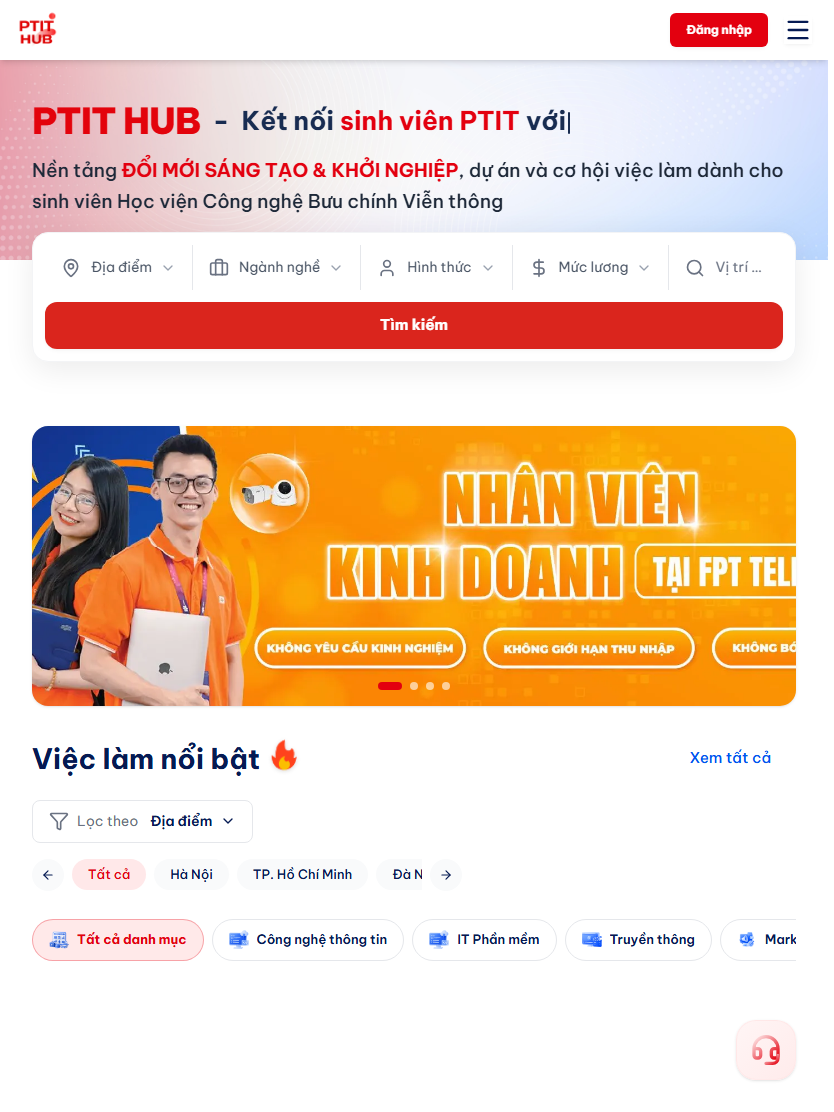 PTIT
HUB
Đăng nhập
PTIT HUB - Kết nối sinh viên PTIT với
Nền tảng ĐỔI MỚI SÁNG TẠO & KHỞI NGHIỆP, dự án và cơ hội việc làm dành cho
sinh viên Học viện Công nghệ Bưu chính Viễn thông
Địa điểm Ngành nghề Hình thức Mức lương Vị trí ...
Tìm kiếm
NHÂN VIÊN
KINH DOANH TẠI FPT TEL
KHÔNG YÊU CẦU KINH NGHIỆM KHÔNG GIỚI HẠN THU NHẬP KHÔNG BÓ
Việc làm nổi bật
Xem tất cả
Lọc theo Địa điểm
Tất cả Hà Nội TP. Hồ Chí Minh Đà N
Tất cả danh mục Công nghệ thông tin IT Phần mềm Truyền thông Mark